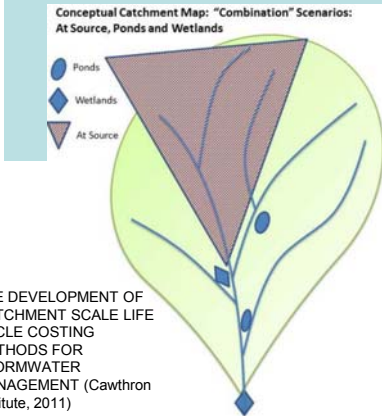 Conceptual Catchment Map: "Combination" Scenarios:
At Source, Ponds and Wetlands
Ponds
Wetlands
At Source
E DEVELOPMENT OF
TCHMENT SCALE LIFE
CLE COSTING
THODS FOR
ORMWATER
NAGEMENT (Cawthron
titute, 2011)